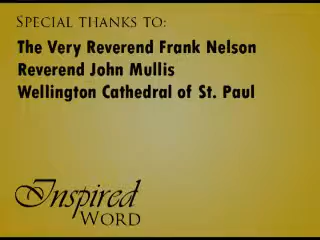 Special thanks to:
The Very Reverend Frank Nelson
Reverend John Mullis
Wellington Cathedral of St. Paul
Inspired
Word